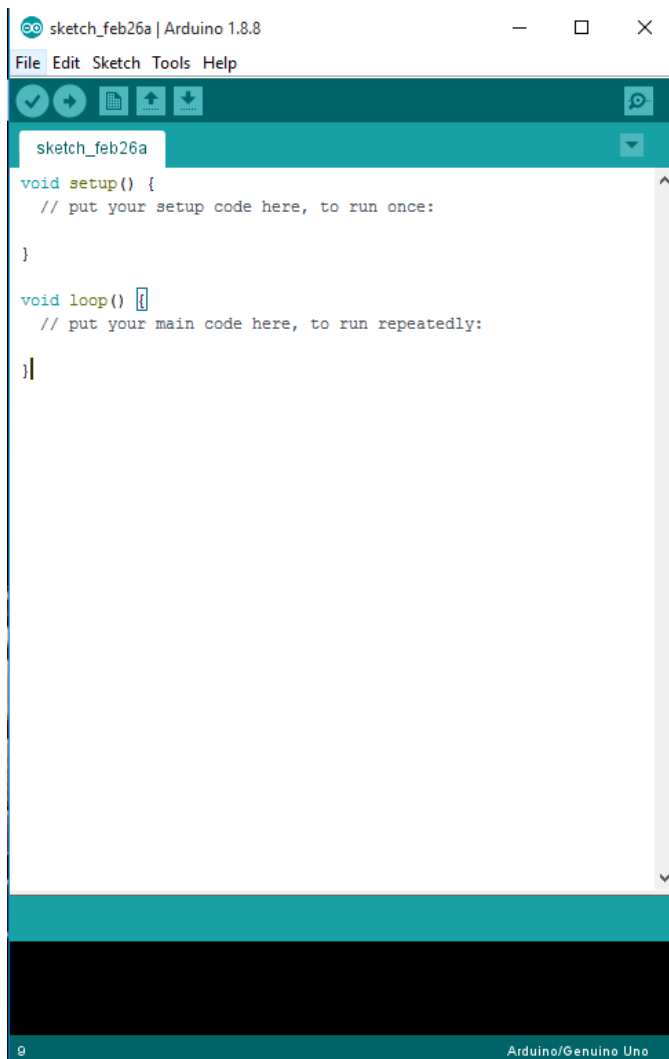 sketch_feb26a | Arduino 1.8.8
File Edit Sketch Tools Help
sketch_feb26a
void setup() {
  // put your setup code here, to run once:
}
void loop() {
  // put your main code here, to run repeatedly:
}
9 Arduino/Genuino Uno